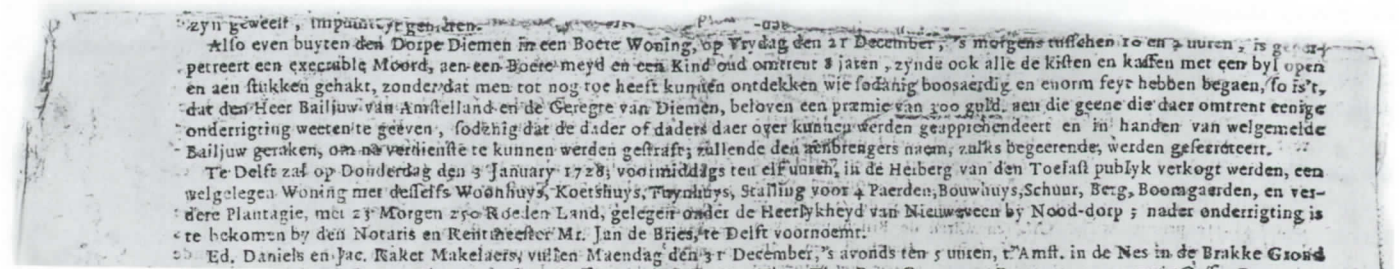 zyn geweest, impuniteyt genieten.
Also even buyten den Dorpe Diemen in een Boere Woning, op Vrydag den 21 December, 's morgens tusschen 10 en 2 uuren, is
petreert een execrable Moord, aen een Boere meyd en een Kind oud omtrent 8 jaren, zynde ook alle de kisten en kassen met een byl open
en aen stukken gehakt, zonder dat men tot nog toe heeft kunnen ontdekken wie sodanig boosaerdig en enorm feyt hebben begaen, so is't,
dat den Heer Bailjuw van Amstelland en de Geregte van Diemen, beloven een præmie van 300 guld. aen die geene die daer omtrent eenige
onderrigting weeten te geeven, sodanig dat de dader of daders daer over kunnen werden geapprehendeert en in handen van welgemelde
Bailjuw geraken, om na verdienste te kunnen werden gestraft; zullende den aenbrengers naem, zulks begeerende, werden gesecreteert.
Te Delft zal op Donderdag den 3 January 1728, voormiddags ten elf uuren, in de Herberg van den Toelast publyk verkogt werden, een
welgelegen Woning met desselfs Woonhuys, Koetshuys, Tuynhuys, Stalling voor 4 Paerden, Bouwhuys, Schuur, Berg, Boomgaerden, en ver-
dere Plantagie, met 23 Morgen 250 Roeden Land, gelegen onder de Heerlykheyd van Nieuwveen by Nood-dorp; nader onderrigting is
te bekomen by den Notaris en Rentmeester Mr. Jan de Bries, te Delft voornoemt.
Ed. Daniels en Jac. Raket Makelaers, vullen Maendag den 31 December, 's avonds ten 5 uuren, t'Amst. in de Nes in de Brakke Grond